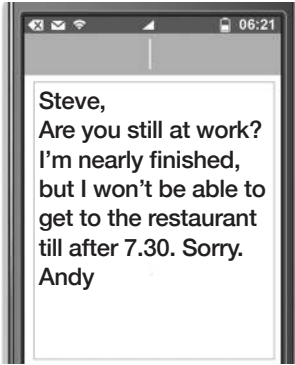 06:21
Steve,
Are you still at work?
I'm nearly finished,
but I won't be able to
get to the restaurant
till after 7.30. Sorry.
Andy